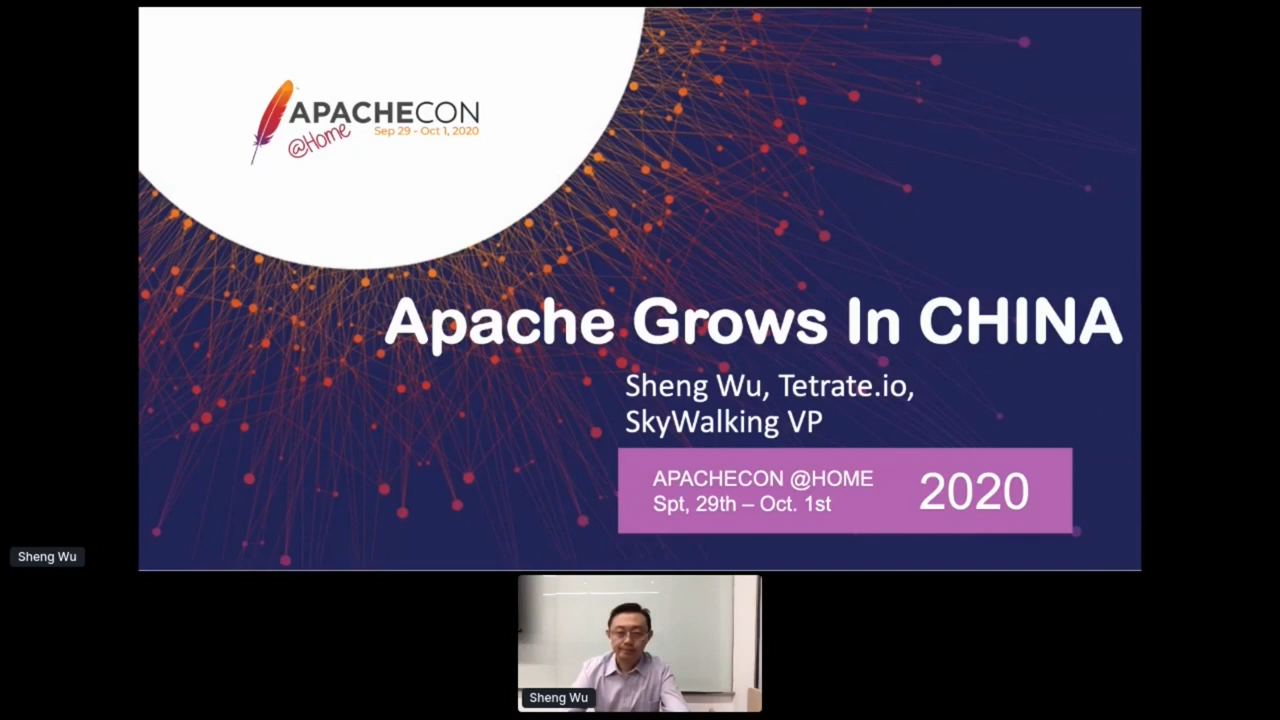 APACHECON
@Home
Sep 29 - Oct 1, 2020
Apache Grows In CHINA
Sheng Wu, Tetrate.io,
SkyWalking VP
APACHECON @HOME
Spt, 29th – Oct. 1st
2020
Sheng Wu
Sheng Wu